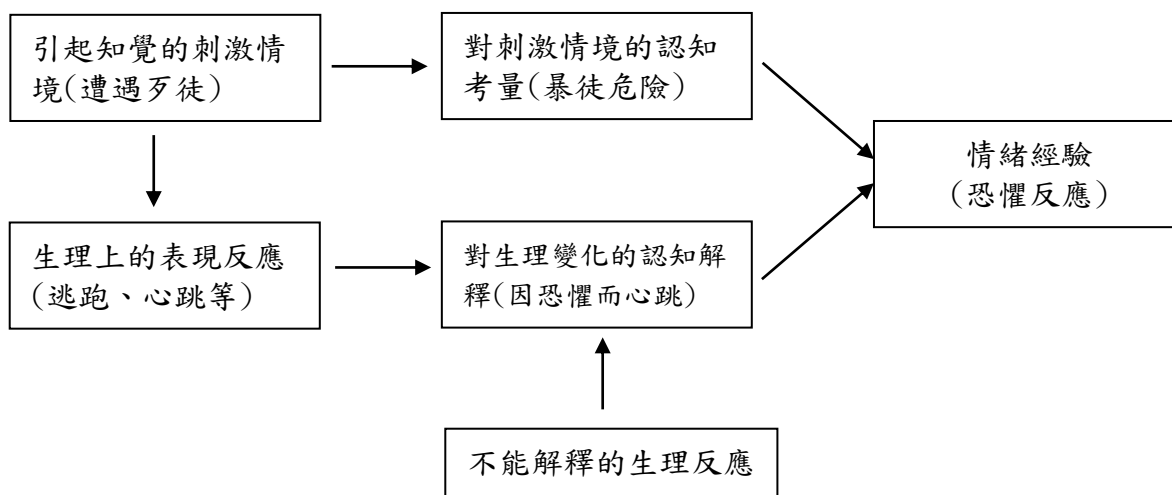 引起知覺的刺激情
境(遭遇歹徒)
對刺激情境的認知
考量(暴徒危險)
情緒經驗
(恐懼反應)
生理上的表現反應
(逃跑、心跳等)
對生理變化的認知解
釋(因恐懼而心跳)
不能解釋的生理反應